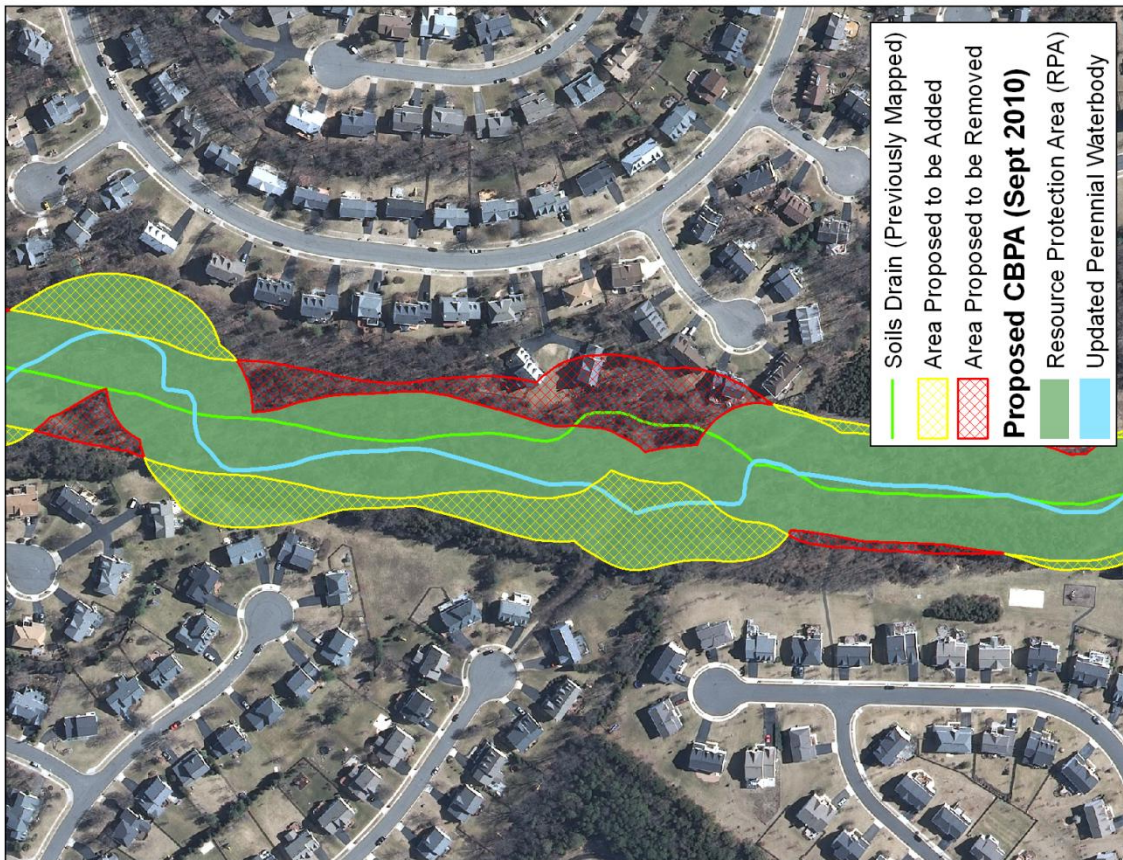 Soils Drain (Previously Mapped)
Area Proposed to be Added
Area Proposed to be Removed
Proposed CBPA (Sept 2010)
Resource Protection Area (RPA)
Updated Perennial Waterbody